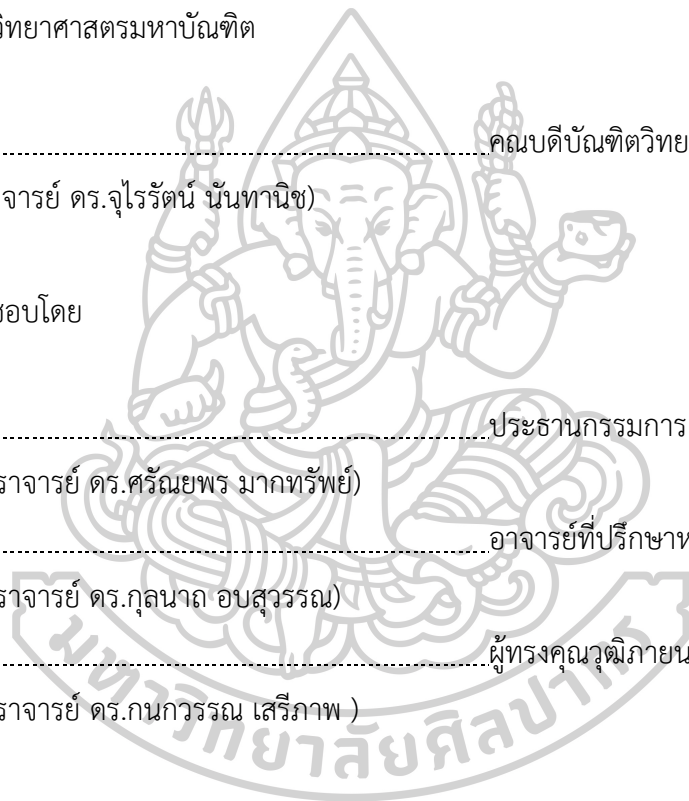 วิทยาศาสตรมหาบัณฑิต
คณบดีบัณฑิตวิทย
จารย์ ดร.จุไรรัตน์ นันทานิช)
สอบโดย
ประธานกรรมการ
ราจารย์ ดร.ศรัณยพร มากทรัพย์)
อาจารย์ที่ปรึกษาห
ราจารย์ ดร.กุลนาถ อบสุวรรณ)
ผู้ทรงคุณวุฒิภายน
ราจารย์ ดร.กนกวรรณ เสรีภาพ )
มหาวิทยาลัยศิลปากร